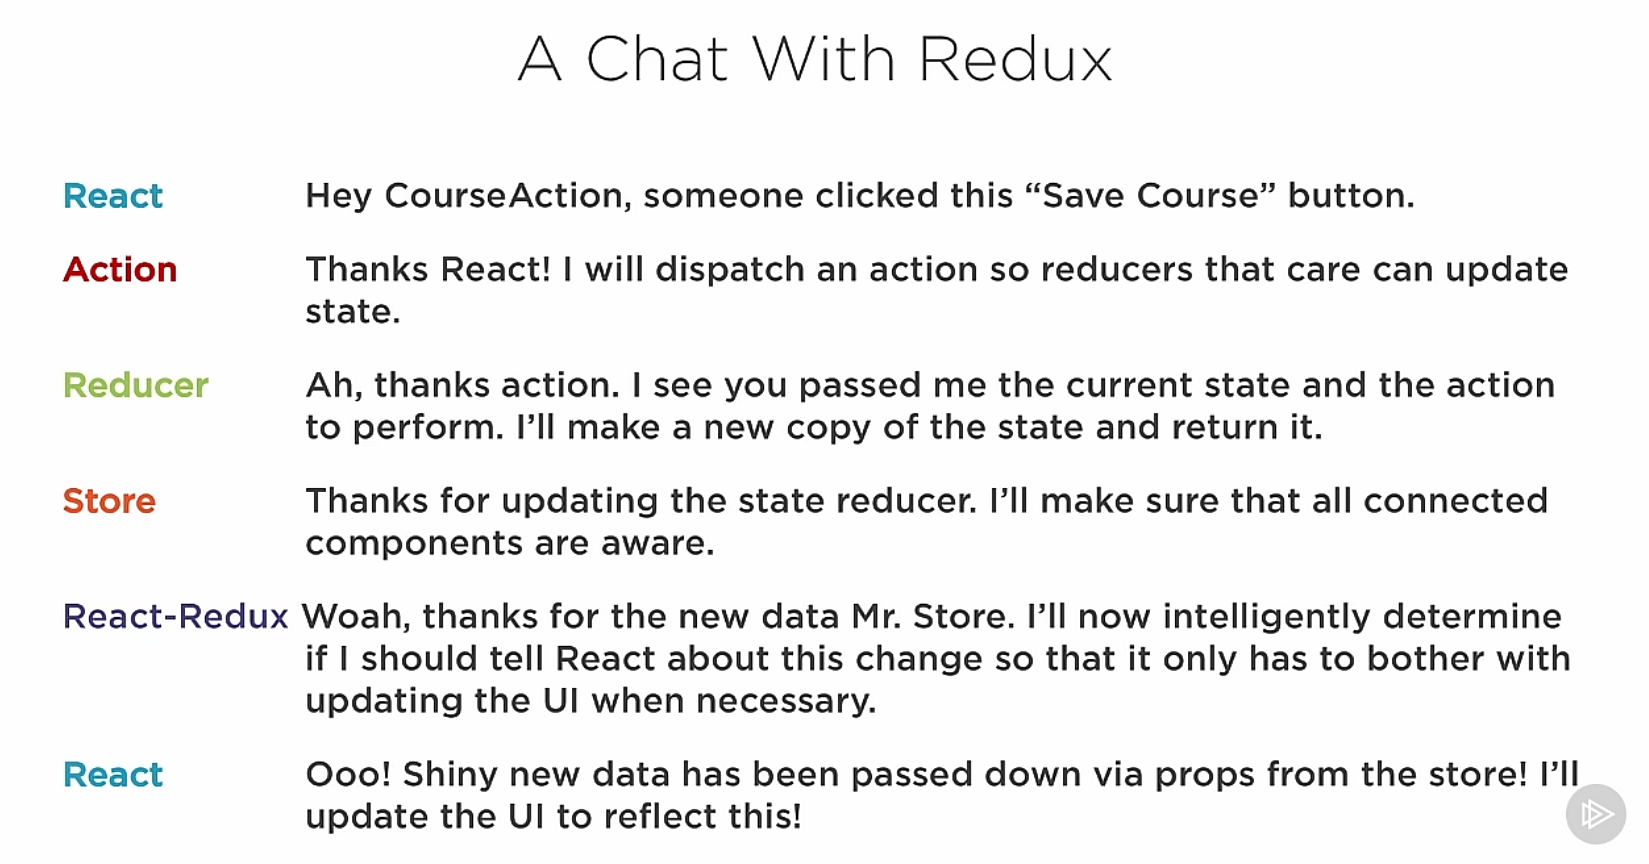 A Chat With Redux
React Hey CourseAction, someone clicked this “Save Course” button.
Action Thanks React! I will dispatch an action so reducers that care can update
state.
Reducer Ah, thanks action. I see you passed me the current state and the action
to perform. I’ll make a new copy of the state and return it.
Store Thanks for updating the state reducer. I’ll make sure that all connected
components are aware.
React-Redux Woah, thanks for the new data Mr. Store. I’ll now intelligently determine
if I should tell React about this change so that it only has to bother with
updating the UI when necessary.
React Ooo! Shiny new data has been passed down via props from the store! I’ll
update the UI to reflect this!